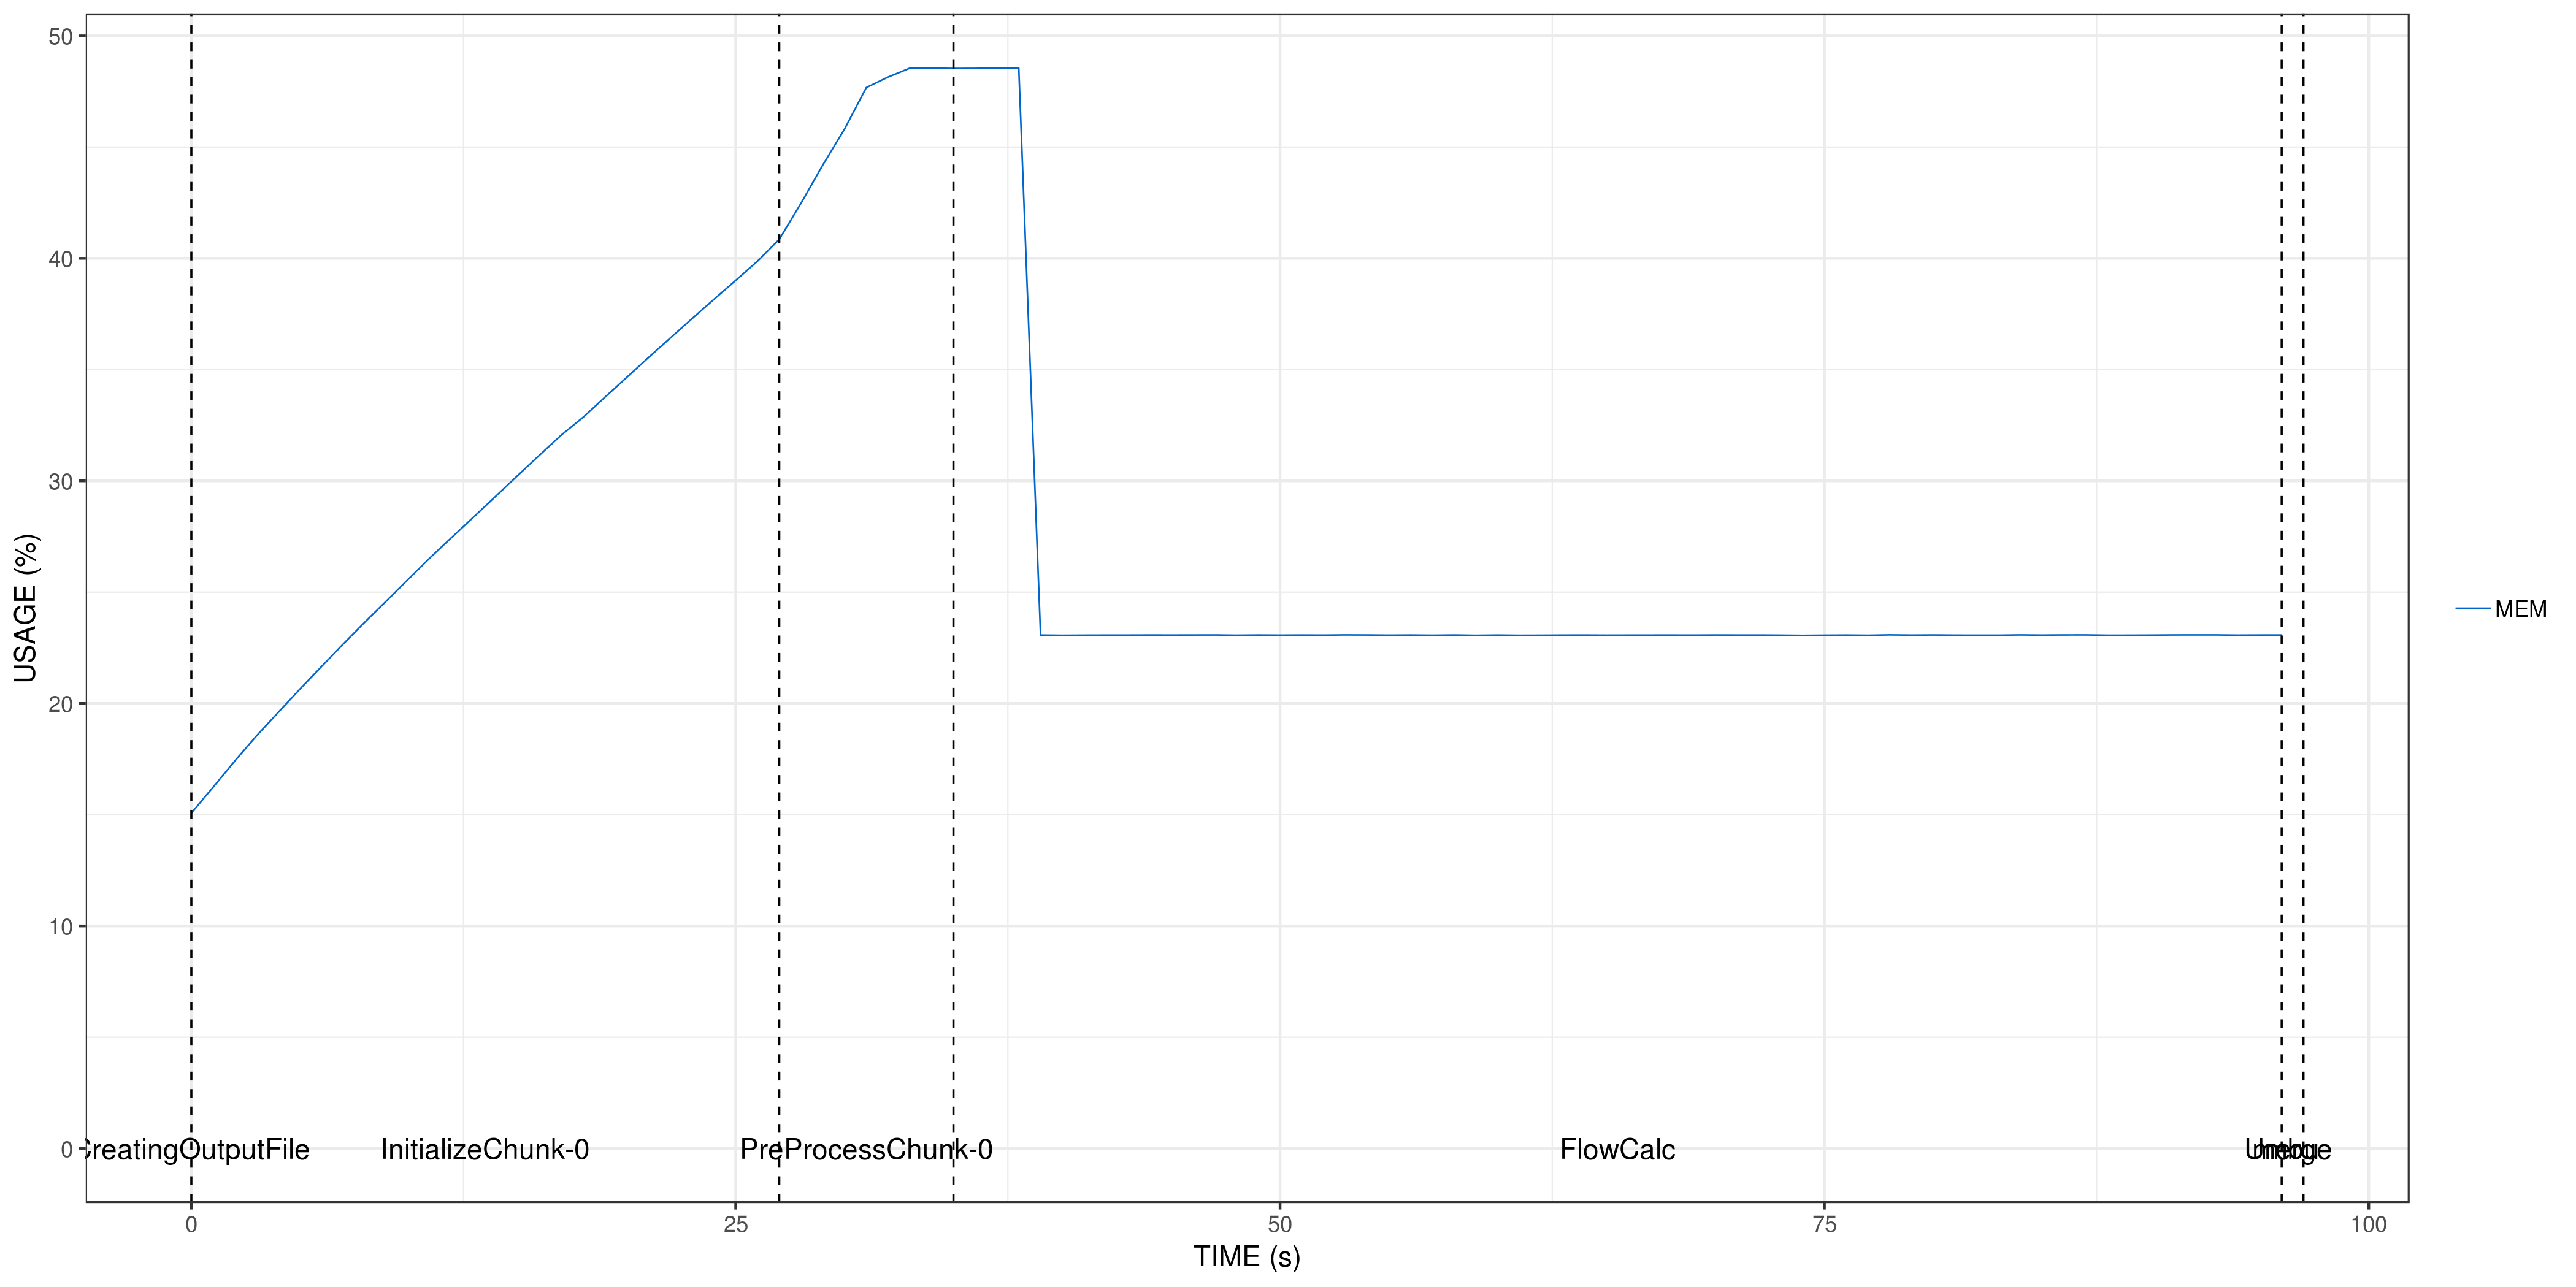 50
40
30
20
10
0
USAGE (%)
CreatingOutputFile
InitializeChunk-0
PreProcessChunk-0
FlowCalc
0
25
50
75
100
TIME (s)
MEM